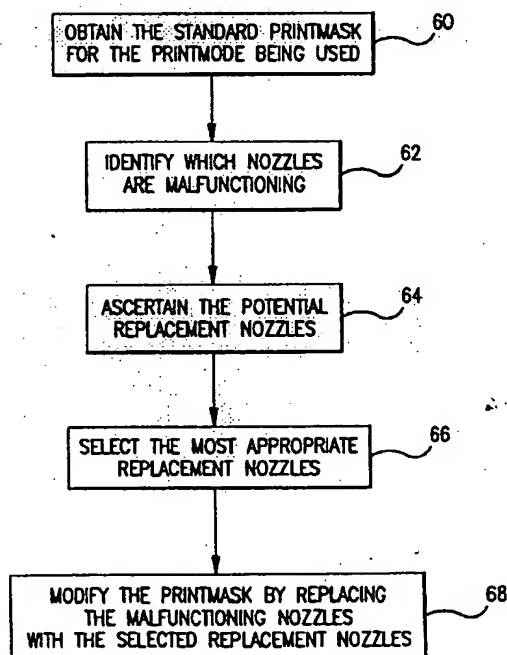 OBTAIN THE STANDARD PRINTMASK
FOR THE PRINTMODE BEING USED
60
IDENTIFY WHICH NOZZLES
ARE MALFUNCTIONING
62
ASCERTAIN THE POTENTIAL
REPLACEMENT NOZZLES
64
SELECT THE MOST APPROPRIATE
REPLACEMENT NOZZLES
66
MODIFY THE PRINTMASK BY REPLACING
THE MALFUNCTIONING NOZZLES
WITH THE SELECTED REPLACEMENT NOZZLES
68